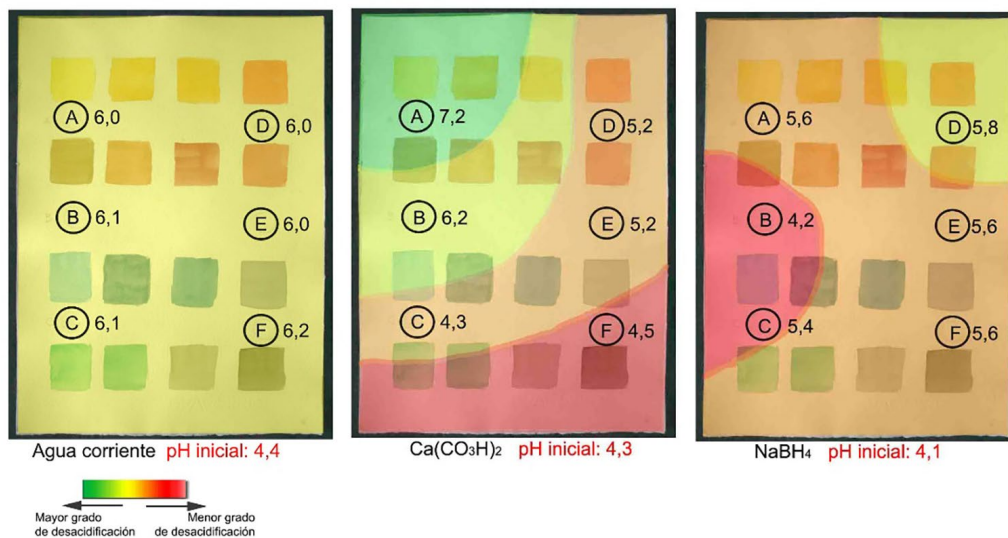 A 6,0
D 6,0
B 6,1
E 6,0
C 6,1
F 6,2
Agua corriente pH inicial: 4,4
A 7,2
D 5,2
B 6,2
E 5,2
C 4,3
F 4,5
Ca(CO₃H)₂ pH inicial: 4,3
A 5,6
D 5,8
B 4,2
E 5,6
C 5,4
F 5,6
NaBH₄ pH inicial: 4,1
Mayor grado
de desacidificación
Menor grado
de desacidificación